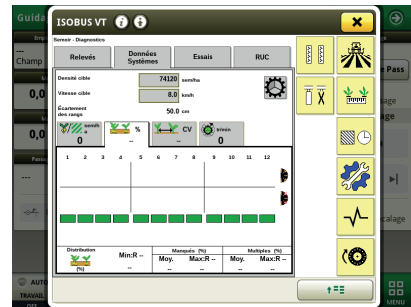 Guida
ISOBUS VT
Semoir - Diagnostics
Relevés
Données Systèmes
Essais
RUC
Champ
Densité cible 74120 sem/ha
Vitesse cible 8.0 km/h
Écartement des rangs 50.0 cm
sem/ha 0
% --
CV --
tr/min 0
1 2 3 4 5 6 7 8 9 10 11 12
Distribution (%)
Min:R --
--
Manqués (%)
Moy. Max:R --
-- --
Multiples (%)
Moy. Max:R --
-- --
0,0
0,0
---
e Pass
age
calage
AUTO
TRAVAIL
OFF
MENU